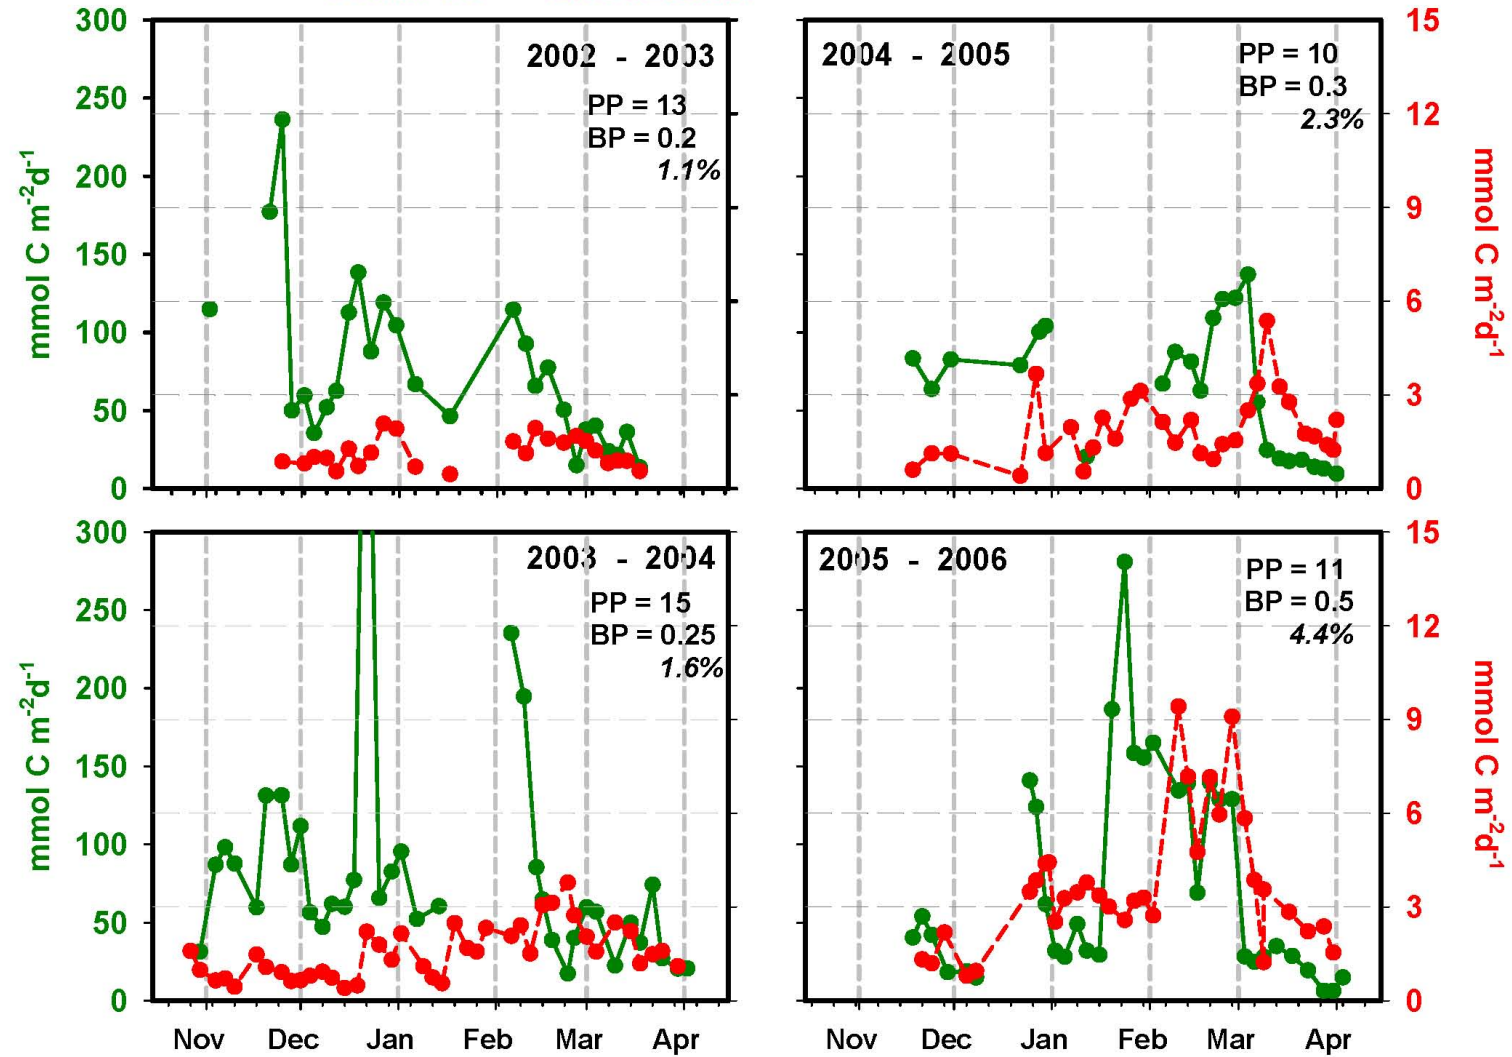 300
250
200
150
100
50
0
mmol C m-2d-1
2002 - 2003
PP = 13
BP = 0.2
1.1%
2004 - 2005
PP = 10
BP = 0.3
2.3%
15
12
9
6
3
0
mmol C m-2d-1
300
250
200
150
100
50
0
mmol C m-2d-1
2003 - 2004
PP = 15
BP = 0.25
1.6%
Nov Dec Jan Feb Mar Apr
2005 - 2006
PP = 11
BP = 0.5
4.4%
15
12
9
6
3
0
mmol C m-2d-1
Nov Dec Jan Feb Mar Apr